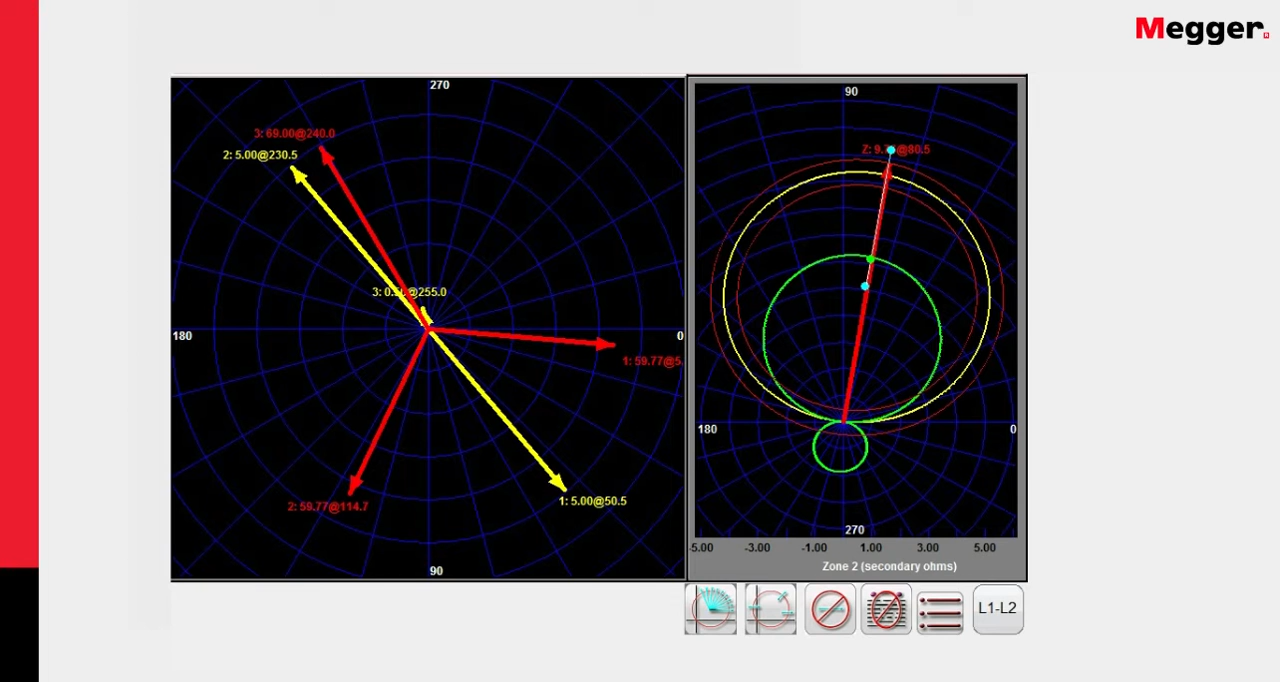 Megger
270
3: 69.00@240.0
2: 5.00@230.5
3: @255.0
180
0
1: 59.77@5.
2: 59.77@114.7
1: 5.00@50.5
90
90
Z: 9. @80.5
180
0
270
-5.00 -3.00 -1.00 1.00 3.00 5.00
Zone 2 (secondary ohms)
L1-L2